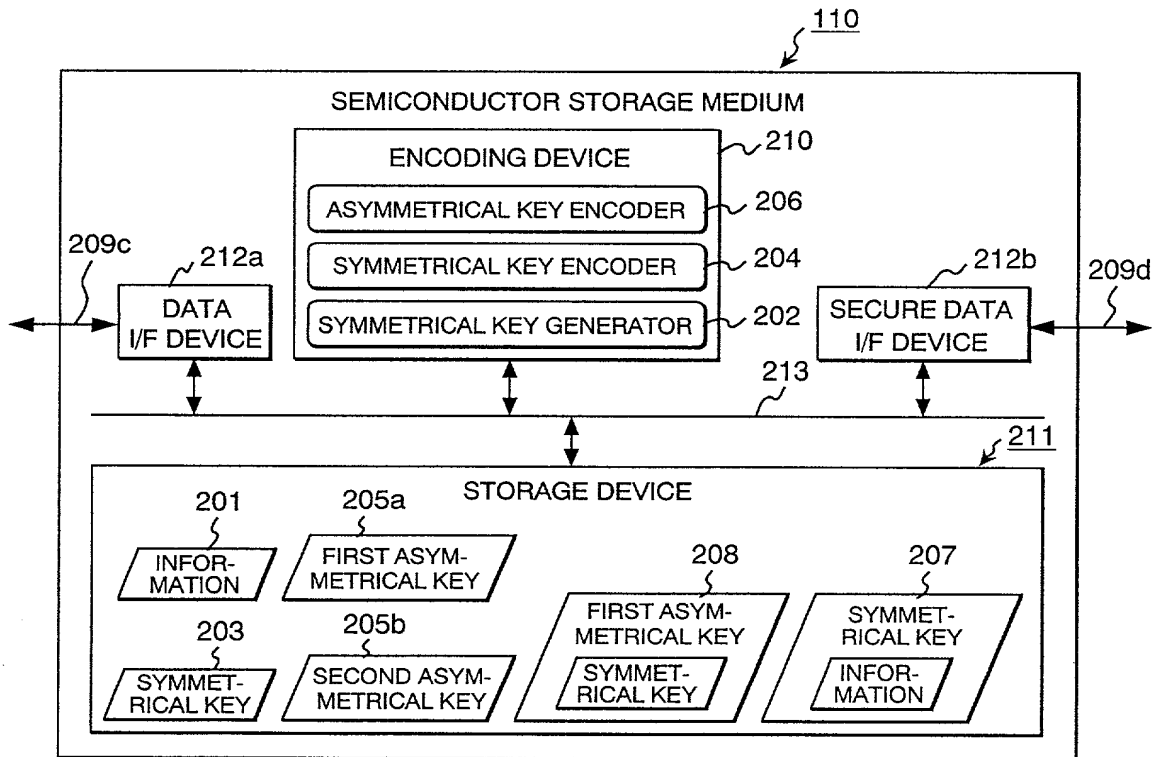 110
SEMICONDUCTOR STORAGE MEDIUM
210
ENCODING DEVICE
ASYMMETRICAL KEY ENCODER
206
SYMMETRICAL KEY ENCODER
204
SYMMETRICAL KEY GENERATOR
202
209c
212a
DATA
I/F DEVICE
212b
209d
SECURE DATA
I/F DEVICE
213
211
STORAGE DEVICE
201
INFOR-
MATION
205a
FIRST ASYM-
METRICAL KEY
203
SYMMET-
RICAL KEY
205b
SECOND ASYM-
METRICAL KEY
208
FIRST ASYM-
METRICAL KEY
SYMMET-
RICAL KEY
207
SYMMET-
RICAL KEY
INFOR-
MATION